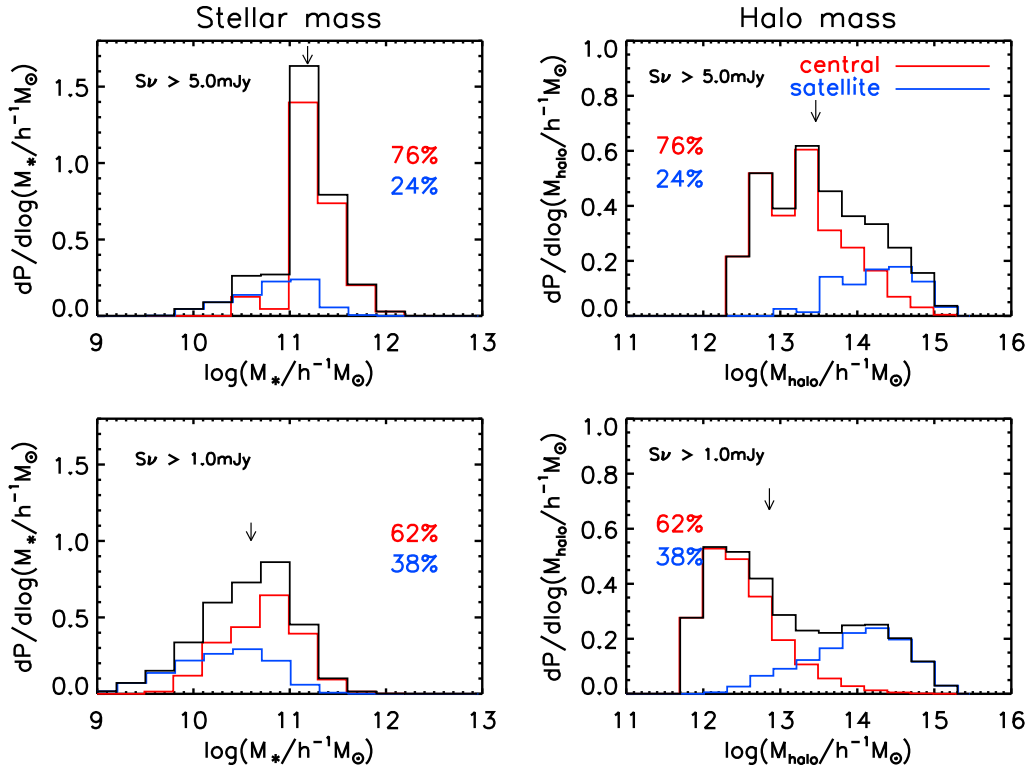 Stellar mass
Halo mass
Sν > 5.0mJy
76%
24%
dP/dlog(M*/h⁻¹M⊙)
0.0
0.5
1.0
1.5
9 10 11 12 13
log(M*/h⁻¹M⊙)
Sν > 5.0mJy
central
satellite
76%
24%
dP/dlog(Mhalo/h⁻¹M⊙)
0.0
0.2
0.4
0.6
0.8
1.0
11 12 13 14 15 16
log(Mhalo/h⁻¹M⊙)
Sν > 1.0mJy
62%
38%
dP/dlog(M*/h⁻¹M⊙)
0.0
0.5
1.0
1.5
9 10 11 12 13
log(M*/h⁻¹M⊙)
Sν > 1.0mJy
62%
38%
dP/dlog(Mhalo/h⁻¹M⊙)
0.0
0.2
0.4
0.6
0.8
1.0
11 12 13 14 15 16
log(Mhalo/h⁻¹M⊙)